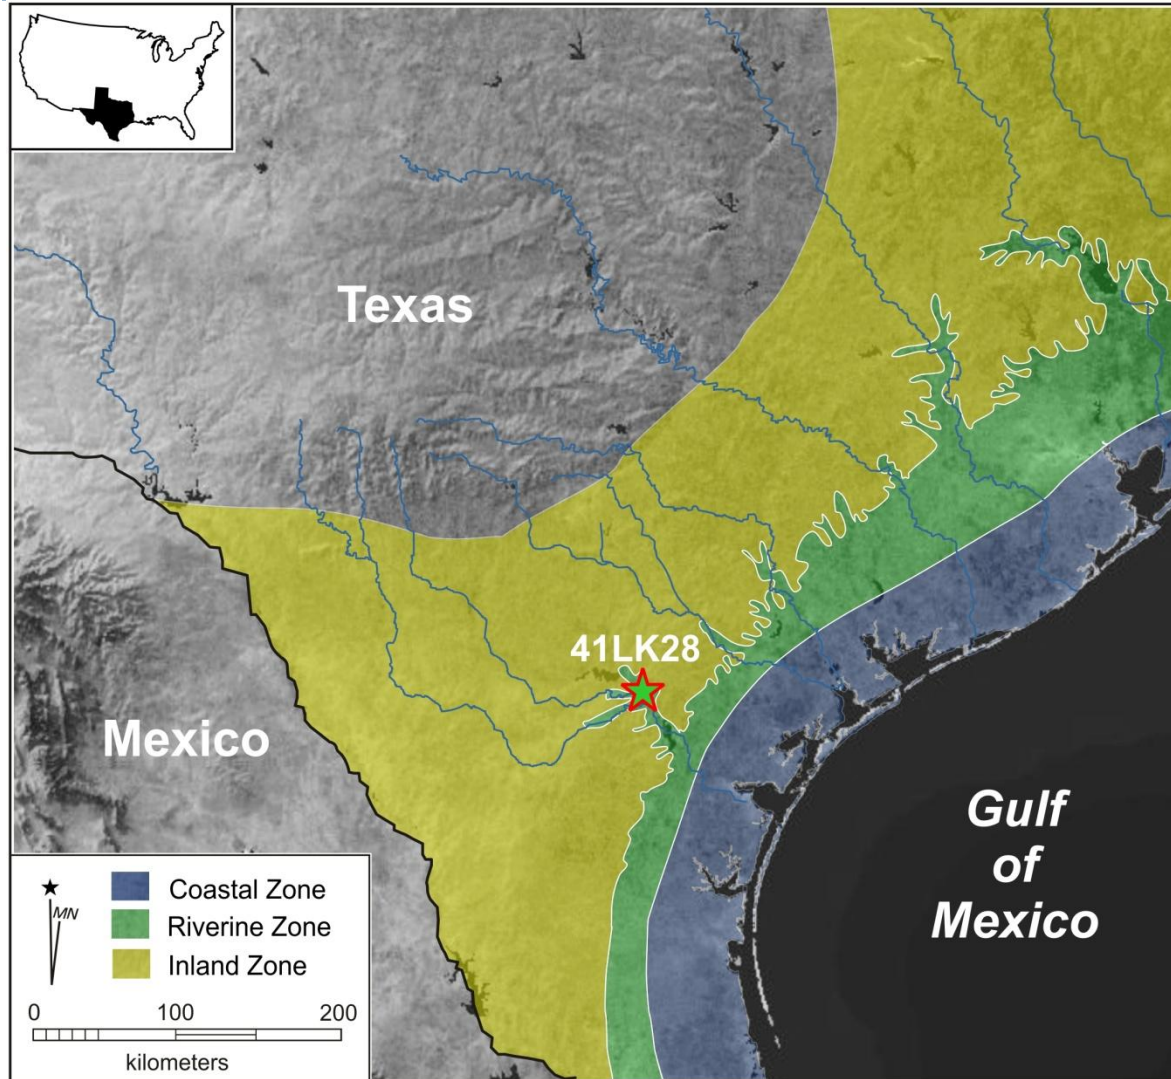 Texas
41LK28
Mexico
Gulf
of
Mexico
MN
Coastal Zone
Riverine Zone
Inland Zone
0 100 200
kilometers